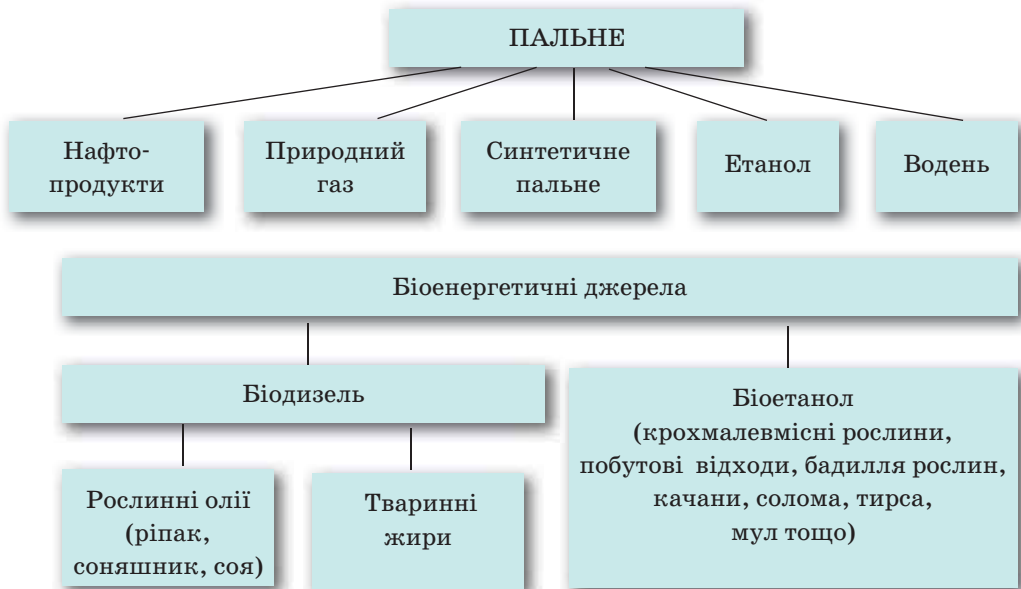 ПАЛЬНЕ
Нафто-
продукти
Природний
газ
Синтетичне
пальне
Етанол
Водень
Біоенергетичні джерела
Біодизель
Біоетанол
(крохмалевмісні рослини,
побутові відходи, бадилля рослин,
качани, солома, тирса,
мул тощо)
Рослинні олії
(ріпак,
соняшник, соя)
Тваринні
жири